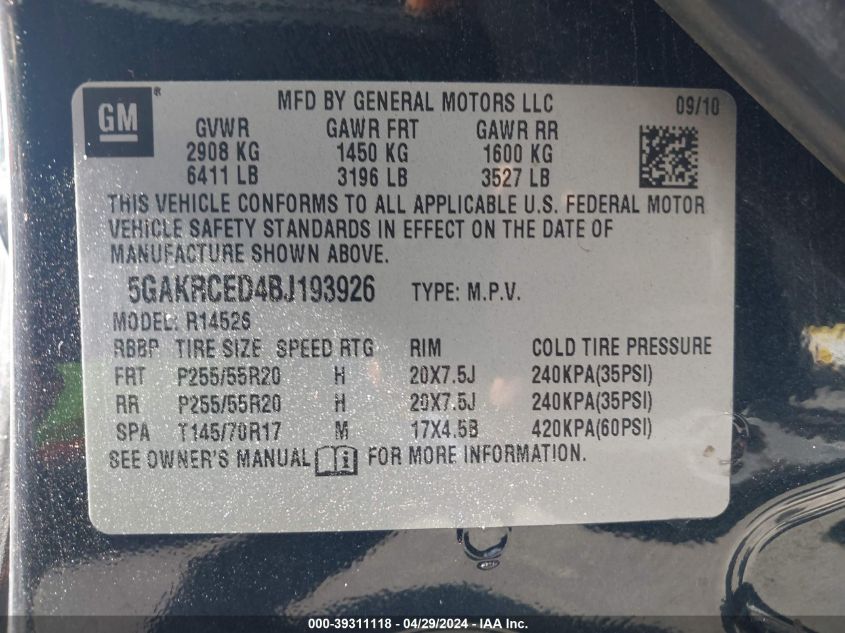 GM ®
MFD BY GENERAL MOTORS LLC 09/10
GVWR GAWR FRT GAWR RR
2908 KG 1450 KG 1600 KG
6411 LB 3196 LB 3527 LB
THIS VEHICLE CONFORMS TO ALL APPLICABLE U.S. FEDERAL MOTOR
VEHICLE SAFETY STANDARDS IN EFFECT ON THE DATE OF
MANUFACTURE SHOWN ABOVE.
5GAKRCED4BJ193926 TYPE: M.P.V.
MODEL: R14526
RBBP TIRE SIZE SPEED RTG RIM COLD TIRE PRESSURE
FRT P255/55R20 H 20X7.5J 240KPA(35PSI)
RR P255/55R20 H 20X7.5J 240KPA(35PSI)
SPA T145/70R17 M 17X4.5B 420KPA(60PSI)
SEE OWNER'S MANUAL i FOR MORE INFORMATION.
000-39311118 04/29/2024 - IAA Inc.